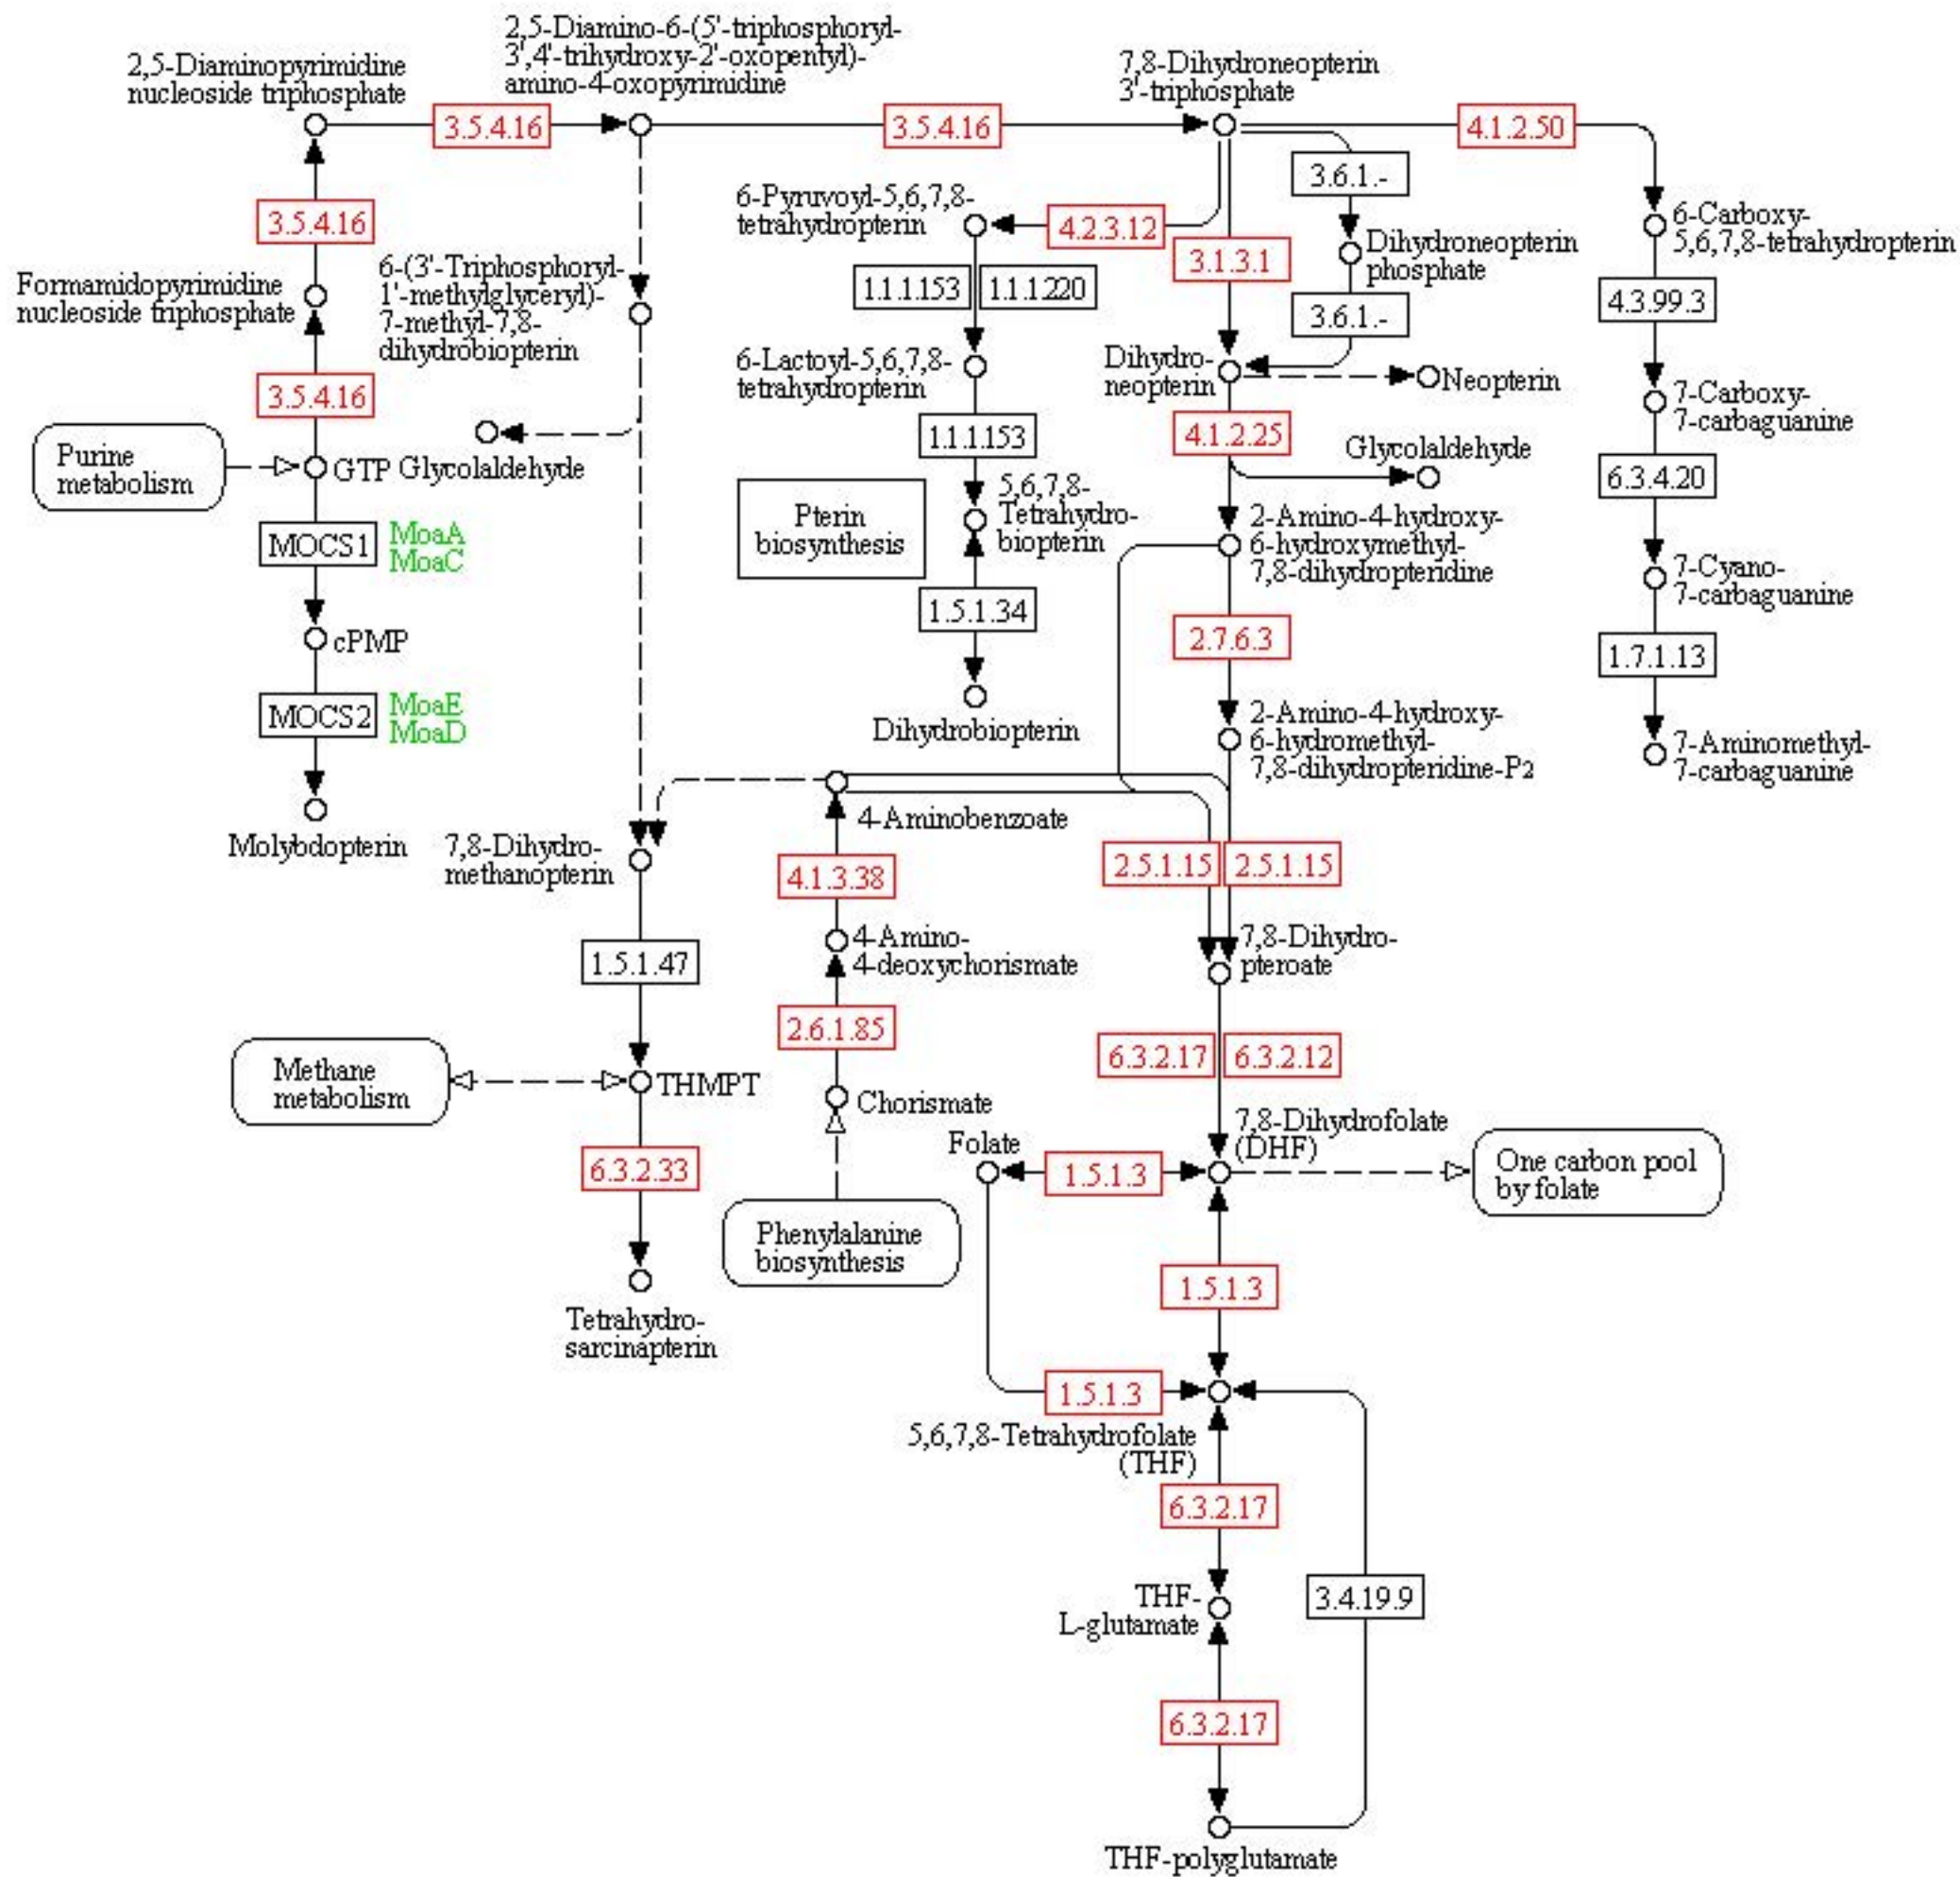 2,5-Diaminopyrimidine
nucleoside triphosphate
2,5-Diamino-6-(5'-triphosphoryl-
3',4'-trihydroxy-2'-oxopentyl)-
amino-4-oxopyrimidine
7,8-Dihydroneopterin
3'-triphosphate
3.5.4.16
3.5.4.16
4.1.2.50
3.6.1.-
3.5.4.16
6-Pyruvoyl-5,6,7,8-
tetrahydropterin
4.2.3.12
3.1.3.1
Dihydroneopterin
phosphate
6-Carboxy-
5,6,7,8-tetrahydropterin
Formamidopyrimidine
nucleoside triphosphate
6-(3'-Triphosphoryl-
1'-methylglyceryl)-
7-methyl-7,8-
dihydrobiopterin
1.1.1.153
1.1.1.220
3.6.1.-
4.3.99.3
6-Lactoyl-5,6,7,8-
tetrahydropterin
Dihydro-
neopterin
Neopterin
7-Carboxy-
7-carbaguanine
3.5.4.16
1.1.1.153
4.1.2.25
Glycolaldehyde
Purine
metabolism
GTP
Glycolaldehyde
6.3.4.20
Pterin
biosynthesis
5,6,7,8-
Tetrahydro-
biopterin
2-Amino-4-hydroxy-
6-hydroxymethyl-
7,8-dihydropteridine
MOCS1
MoaA
MoaC
7-Cyano-
7-carbaguanine
1.5.1.34
cPMP
2.7.6.3
1.7.1.13
MOCS2
MoaE
MoaD
Dihydrobiopterin
2-Amino-4-hydroxy-
6-hydromethyl-
7,8-dihydropteridine-P2
7-Aminomethyl-
7-carbaguanine
Molybdopterin
4-Aminobenzoate
7,8-Dihydro-
methanopterin
4.1.3.38
2.5.1.15
2.5.1.15
1.5.1.47
4-Amino-
4-deoxychorismate
7,8-Dihydro-
pteroate
2.6.1.85
6.3.2.17
6.3.2.12
Methane
metabolism
THMPT
Chorismate
Folate
7,8-Dihydrofolate
(DHF)
6.3.2.33
1.5.1.3
One carbon pool
by folate
Phenylalanine
biosynthesis
1.5.1.3
Tetrahydro-
sarcinapterin
1.5.1.3
5,6,7,8-Tetrahydrofolate
(THF)
6.3.2.17
THF-
L-glutamate
3.4.19.9
6.3.2.17
THF-polyglutamate